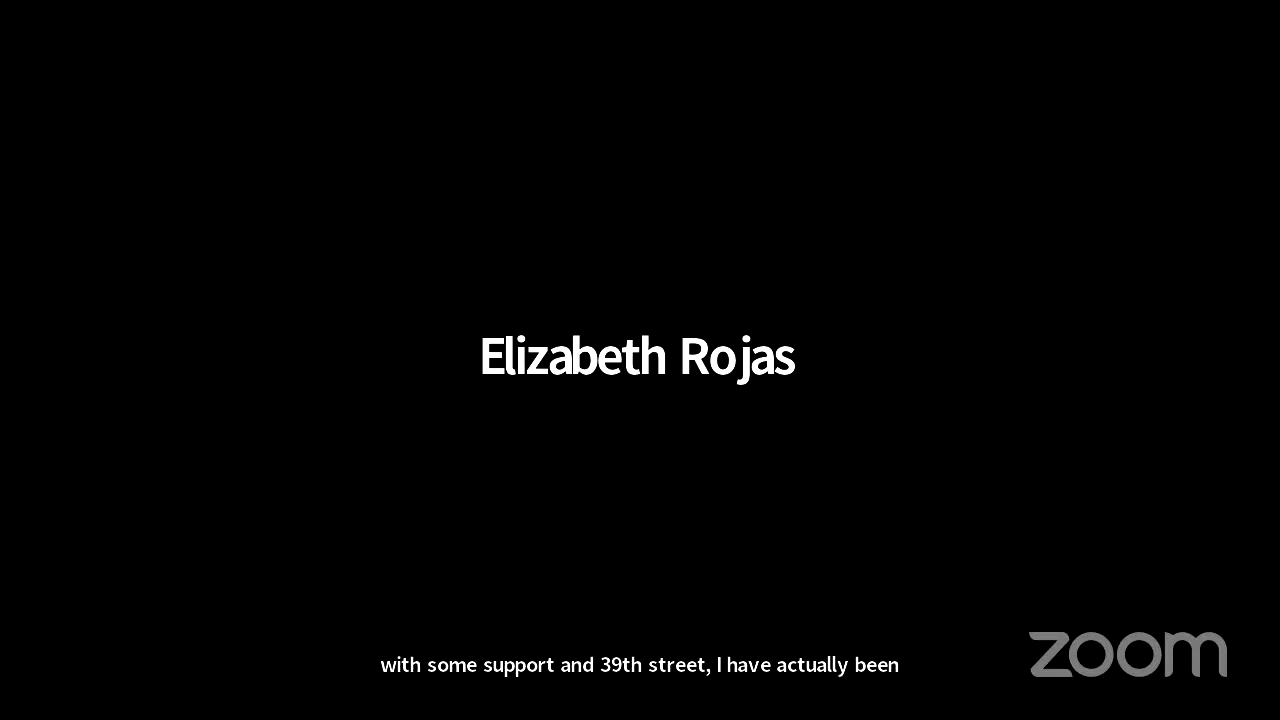 Elizabeth Rojas
with some support and 39th street, I have actually been
zoom